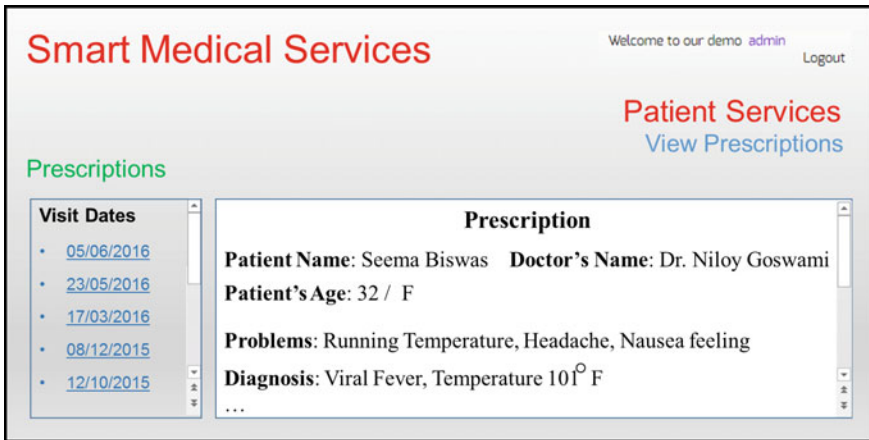 Smart Medical Services
Welcome to our demo admin
Logout
Patient Services
View Prescriptions
Prescriptions
Visit Dates
• 05/06/2016
• 23/05/2016
• 17/03/2016
• 08/12/2015
• 12/10/2015
Prescription
Patient Name: Seema Biswas Doctor's Name: Dr. Niloy Goswami
Patient's Age: 32 / F
Problems: Running Temperature, Headache, Nausea feeling
Diagnosis: Viral Fever, Temperature 101° F
...